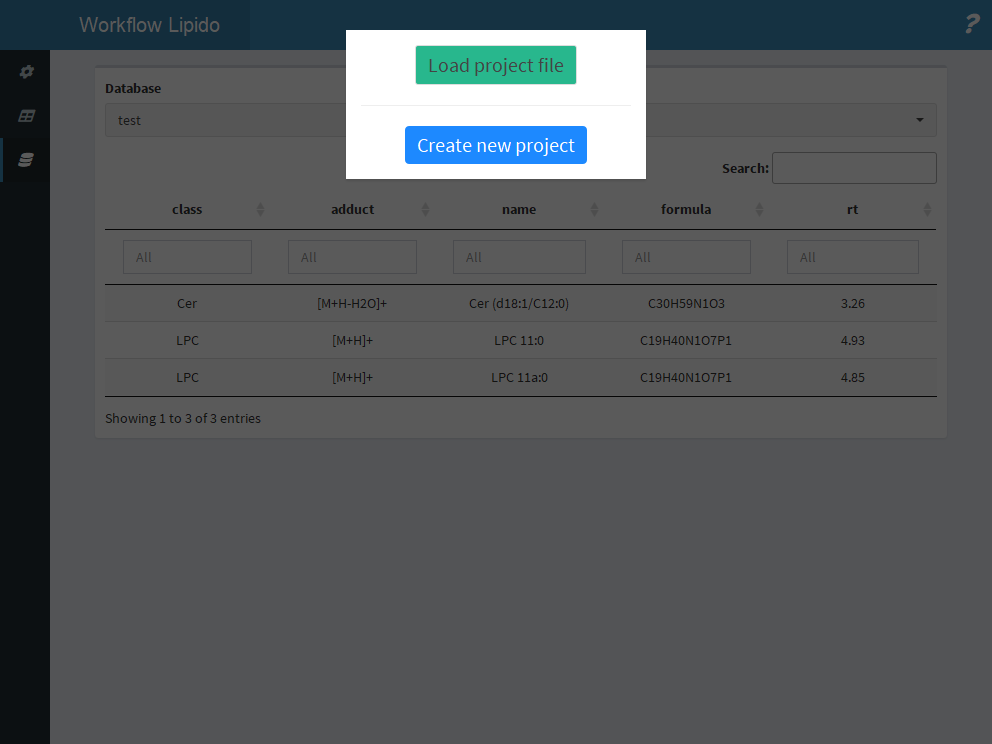 Workflow Lipido
?
Load project file
Create new project
Database
test
Search:
class adduct name formula rt
All All All All All
Cer [M+H-H2O]+ Cer (d18:1/C12:0) C30H59N1O3 3.26
LPC [M+H]+ LPC 11:0 C19H40N1O7P1 4.93
LPC [M+H]+ LPC 11a:0 C19H40N1O7P1 4.85
Showing 1 to 3 of 3 entries